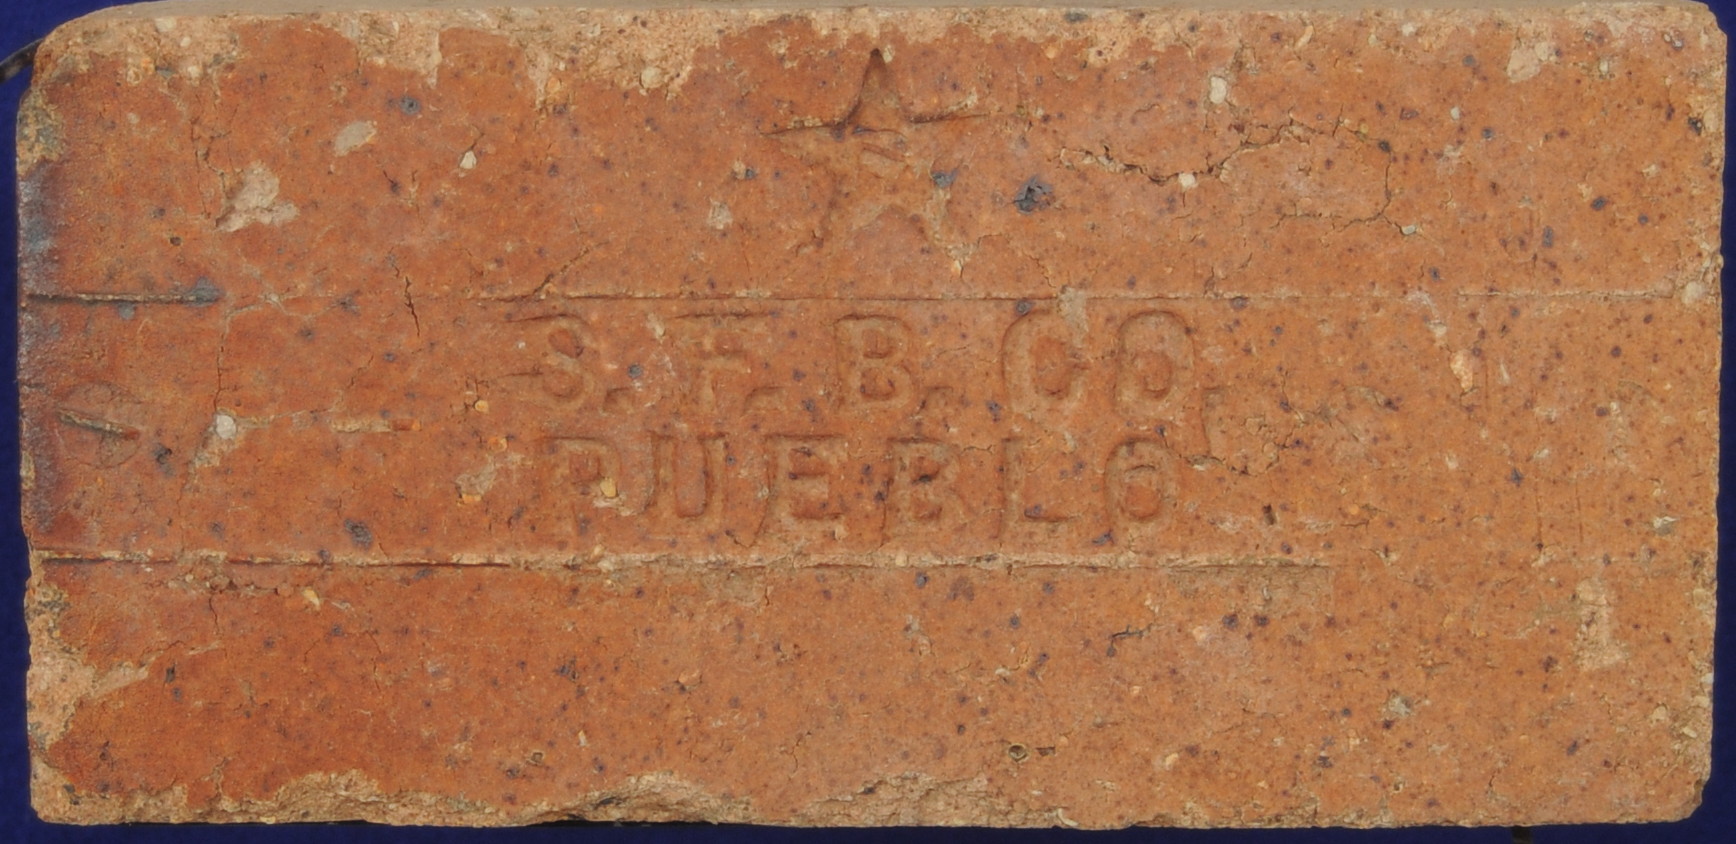 S. F. B. CO.
PUEBLO